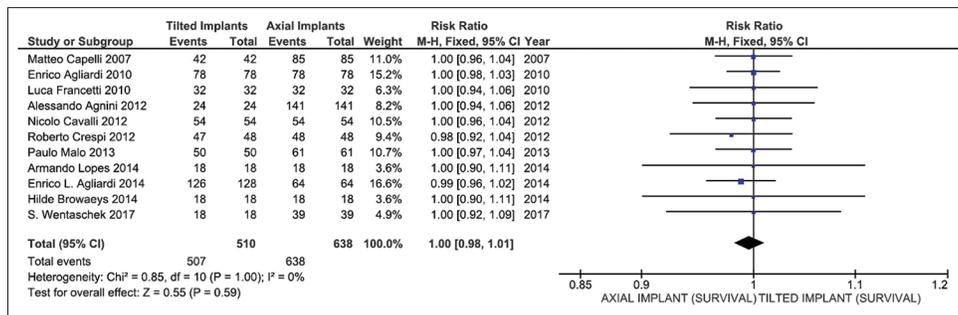 Tilted Implants Axial Implants Risk Ratio Risk Ratio
Study or Subgroup Events Total Events Total Weight M-H, Fixed, 95% CI Year M-H, Fixed, 95% CI
Matteo Capelli 2007 42 42 85 85 11.0% 1.00 [0.96, 1.04] 2007
Enrico Agliardi 2010 78 78 78 78 15.2% 1.00 [0.98, 1.03] 2010
Luca Francetti 2010 32 32 32 32 6.3% 1.00 [0.94, 1.06] 2010
Alessando Agnini 2012 24 24 141 141 8.2% 1.00 [0.94, 1.06] 2012
Nicolo Cavalli 2012 54 54 54 54 10.5% 1.00 [0.96, 1.04] 2012
Roberto Crespi 2012 47 48 48 48 9.4% 0.98 [0.92, 1.04] 2012
Paulo Malo 2013 50 50 61 61 10.7% 1.00 [0.97, 1.04] 2013
Armando Lopes 2014 18 18 18 18 3.6% 1.00 [0.90, 1.11] 2014
Enrico L. Agliardi 2014 126 128 64 64 16.6% 0.99 [0.96, 1.02] 2014
Hilde Browaeys 2014 18 18 18 18 3.6% 1.00 [0.90, 1.11] 2014
S. Wentaschek 2017 18 18 39 39 5.0% 1.00 [0.92, 1.09] 2017
Total (95% CI) 510 638 100.0% 1.00 [0.98, 1.01]
Total events 507 638
Heterogeneity: Chi² = 0.85, df = 10 (P = 1.00); I² = 0%
Test for overall effect: Z = 0.55 (P = 0.59)
0.85 0.9 1 1.1 1.2
AXIAL IMPLANT (SURVIVAL) TILTED IMPLANT (SURVIVAL)